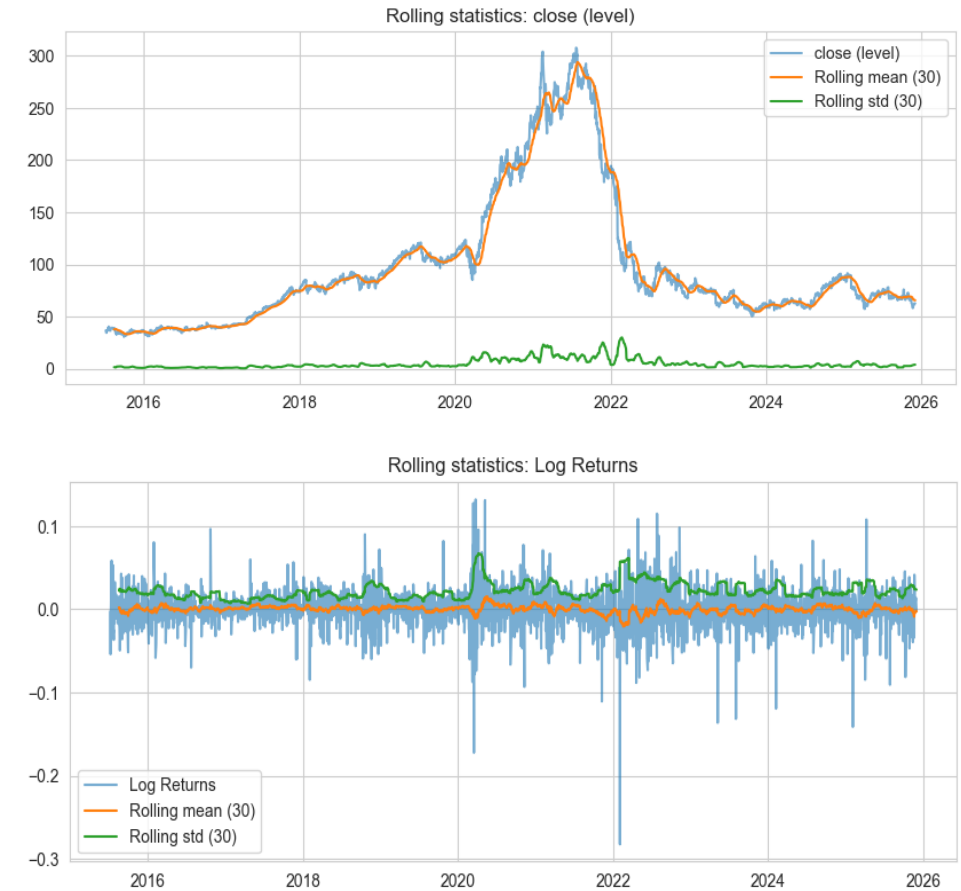 Rolling statistics: close (level)
300
250
200
150
100
50
0
close (level)
Rolling mean (30)
Rolling std (30)
2016 2018 2020 2022 2024 2026
Rolling statistics: Log Returns
0.1
0.0
−0.1
−0.2
−0.3
Log Returns
Rolling mean (30)
Rolling std (30)
2016 2018 2020 2022 2024 2026